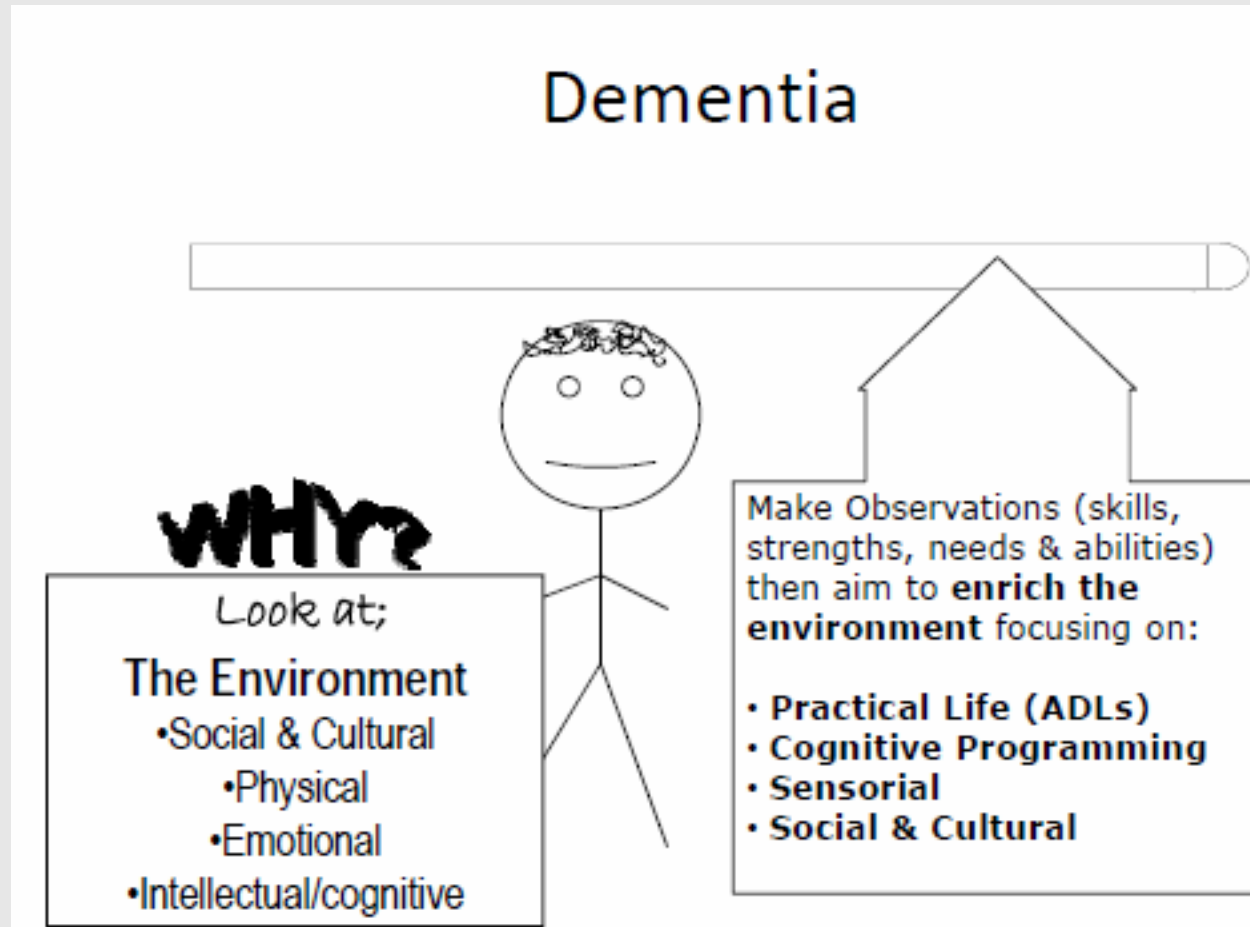 Dementia
WHY?
Look at;
The Environment
•Social & Cultural
•Physical
•Emotional
•Intellectual/cognitive
Make Observations (skills,
strengths, needs & abilities)
then aim to enrich the
environment focusing on:
• Practical Life (ADLs)
• Cognitive Programming
• Sensorial
• Social & Cultural